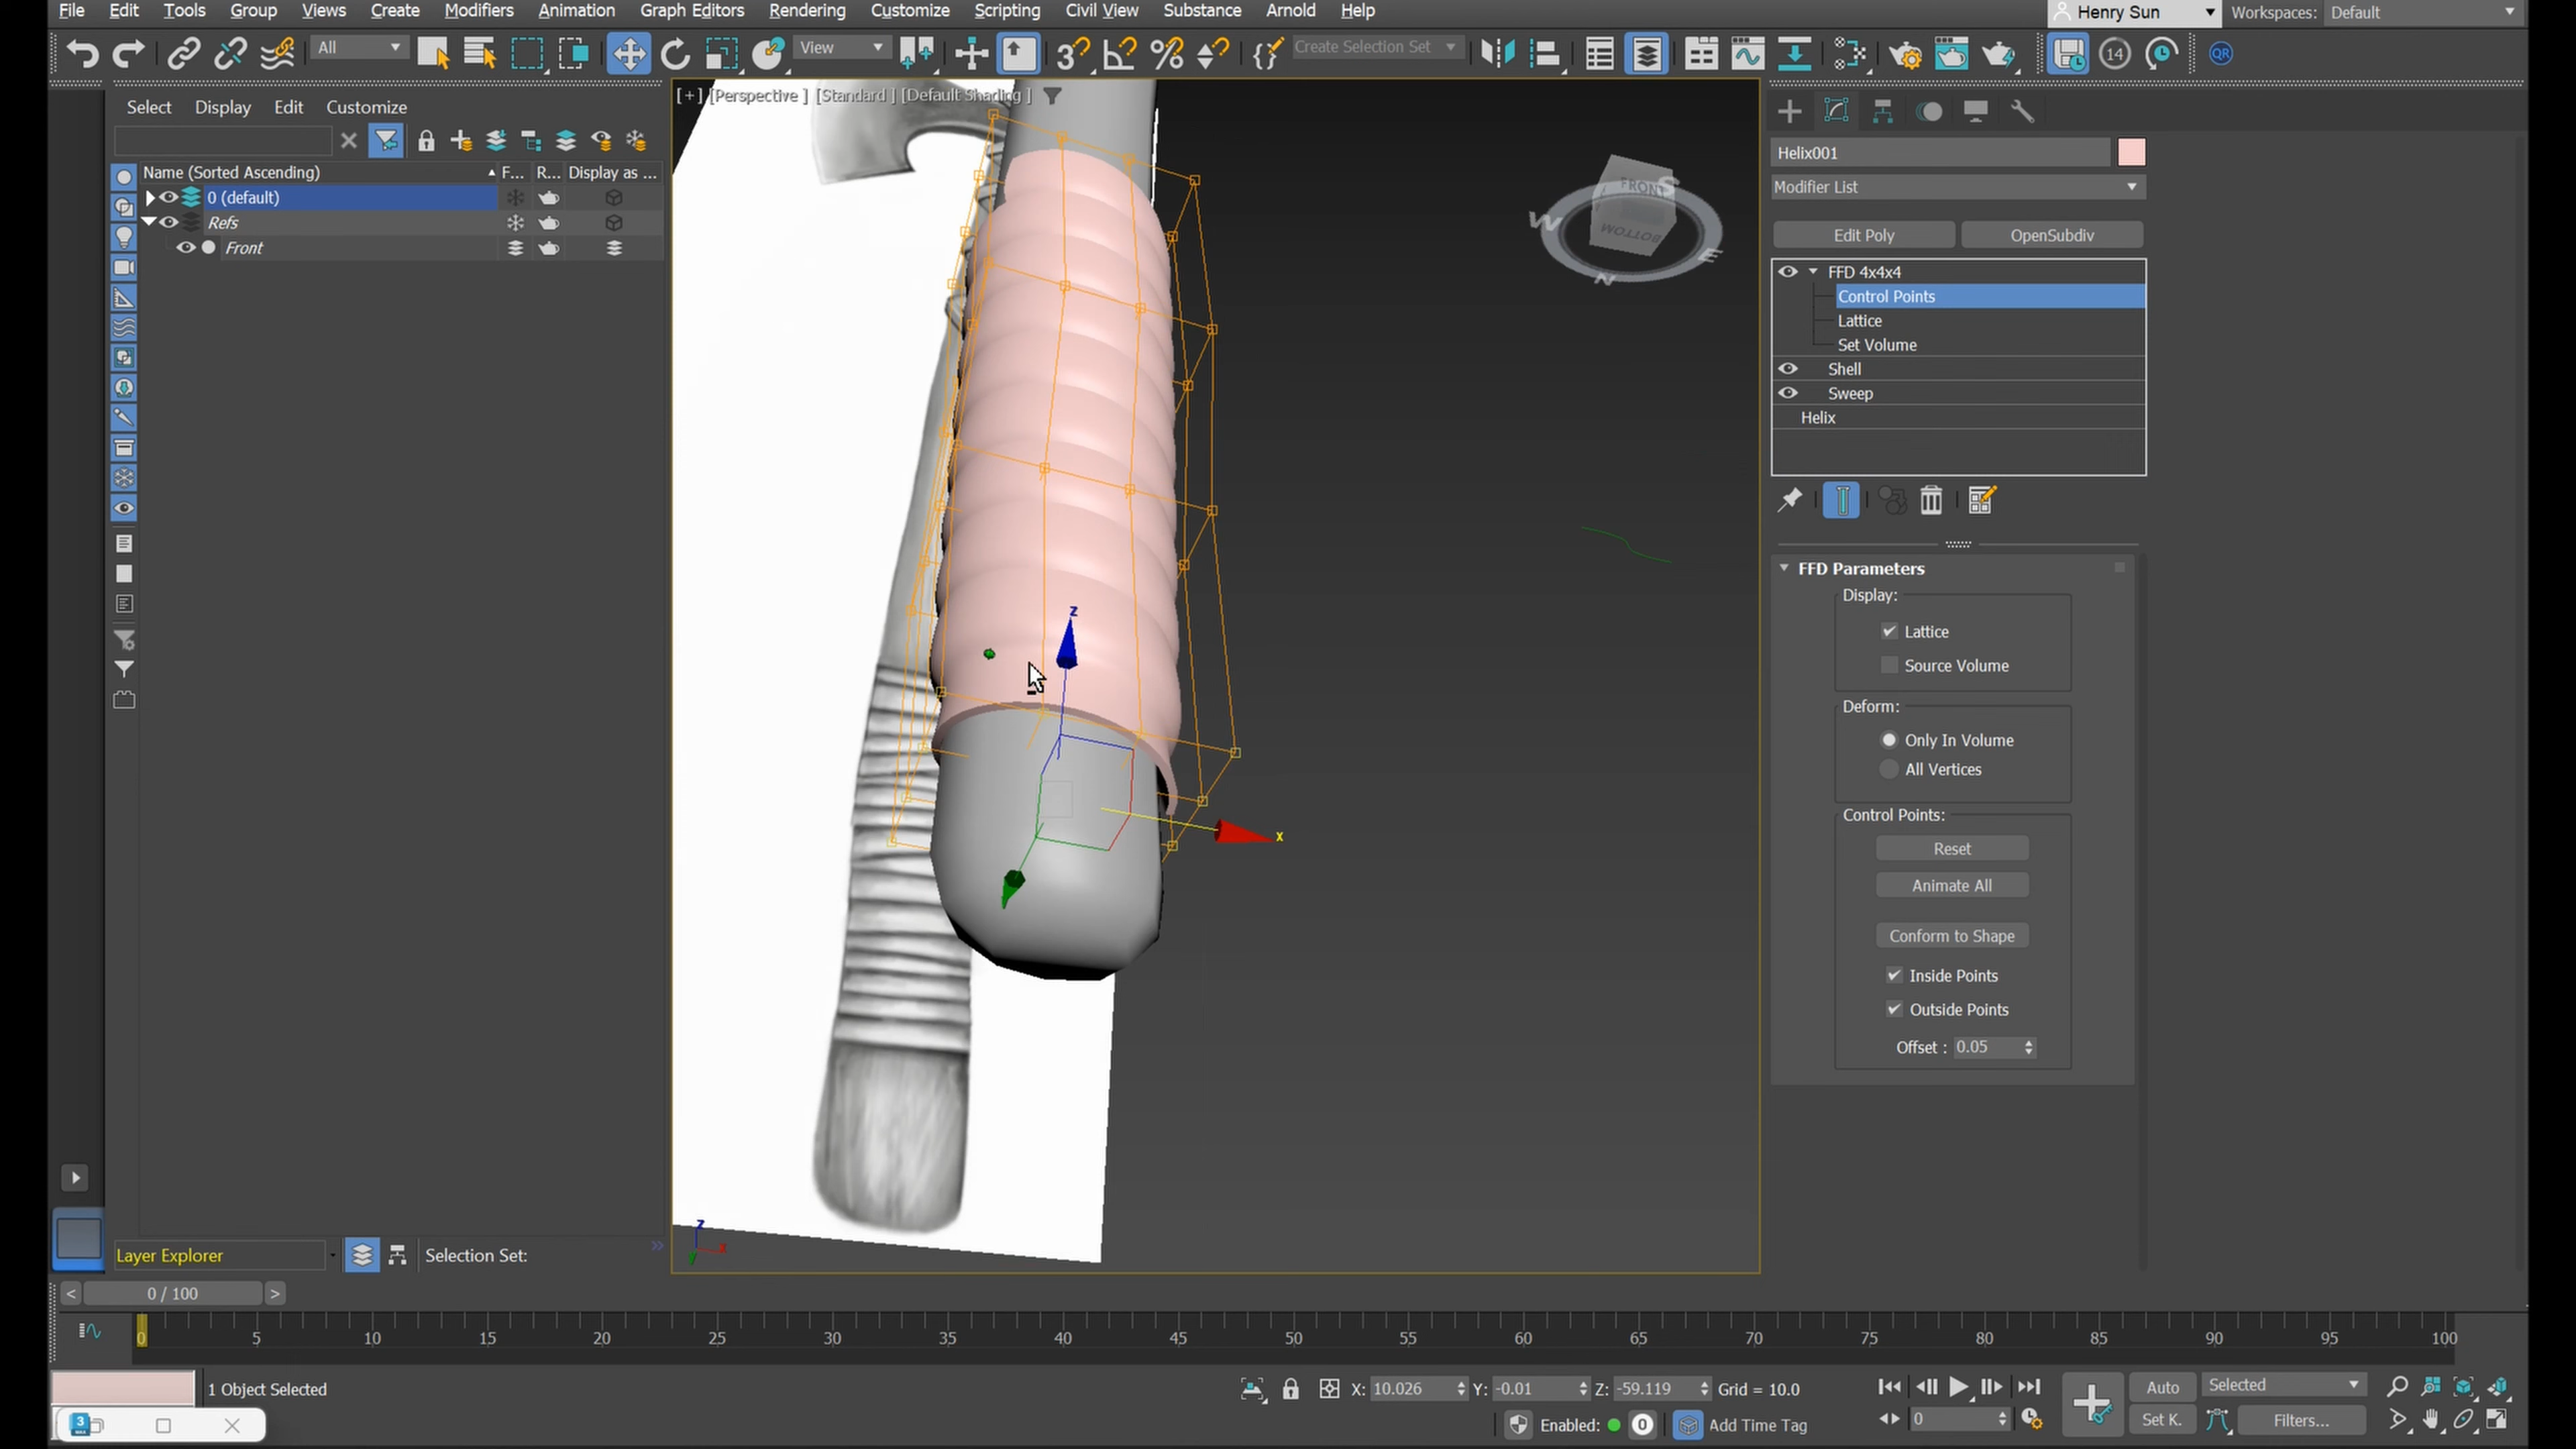 File Edit Tools Group Views Create Modifiers Animation Graph Editors Rendering Customize Scripting Civil View Substance Arnold Help Henry Sun Workspaces: Default
All View Create Selection Set 14 QR
Select Display Edit Customize
[+] [Perspective ] [Standard ] [Default Shading ]
Name (Sorted Ascending) F... R... Display as ...
0 (default)
Refs
Front
FRONT S
BOTTOM
W E
N
z
x
z
x
y
Helix001
Modifier List
Edit Poly OpenSubdiv
FFD 4x4x4
Control Points
Lattice
Set Volume
Shell
Sweep
Helix
FFD Parameters
Display:
Lattice
Source Volume
Deform:
Only In Volume
All Vertices
Control Points:
Reset
Animate All
Conform to Shape
Inside Points
Outside Points
Offset : 0.05
Layer Explorer Selection Set:
< 0 / 100 >
0 5 10 15 20 25 30 35 40 45 50 55 60 65 70 75 80 85 90 95 100
1 Object Selected X: 10.026 Y: -0.01 Z: -59.119 Grid = 10.0 Auto Selected
Enabled: 0 Add Time Tag 0 Set K. Filters...